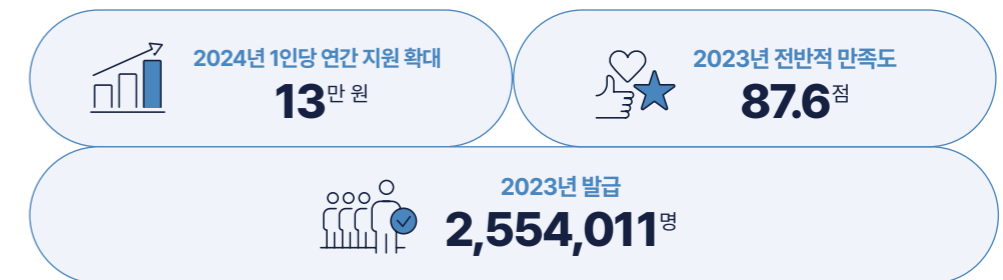 2024년 1인당 연간 지원 확대
13만 원
2023년 전반적 만족도
87.6점
2023년 발급
2,554,011명